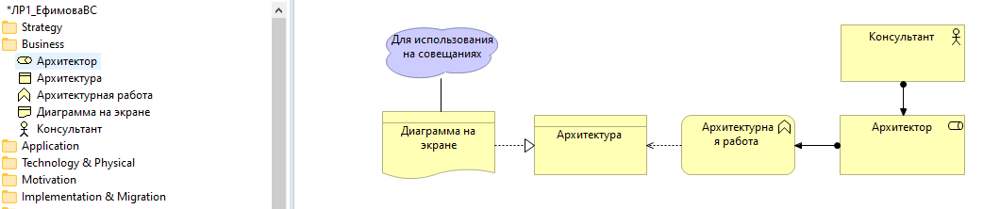 *ЛР1_ЕфимоваВС
Strategy
Business
Архитектор
Архитектура
Архитектурная работа
Диаграмма на экране
Консультант
Application
Technology & Physical
Motivation
Implementation & Migration
Для использования
на совещаниях
Консультант
Диаграмма на
экране
Архитектура
Архитектурна
я работа
Архитектор